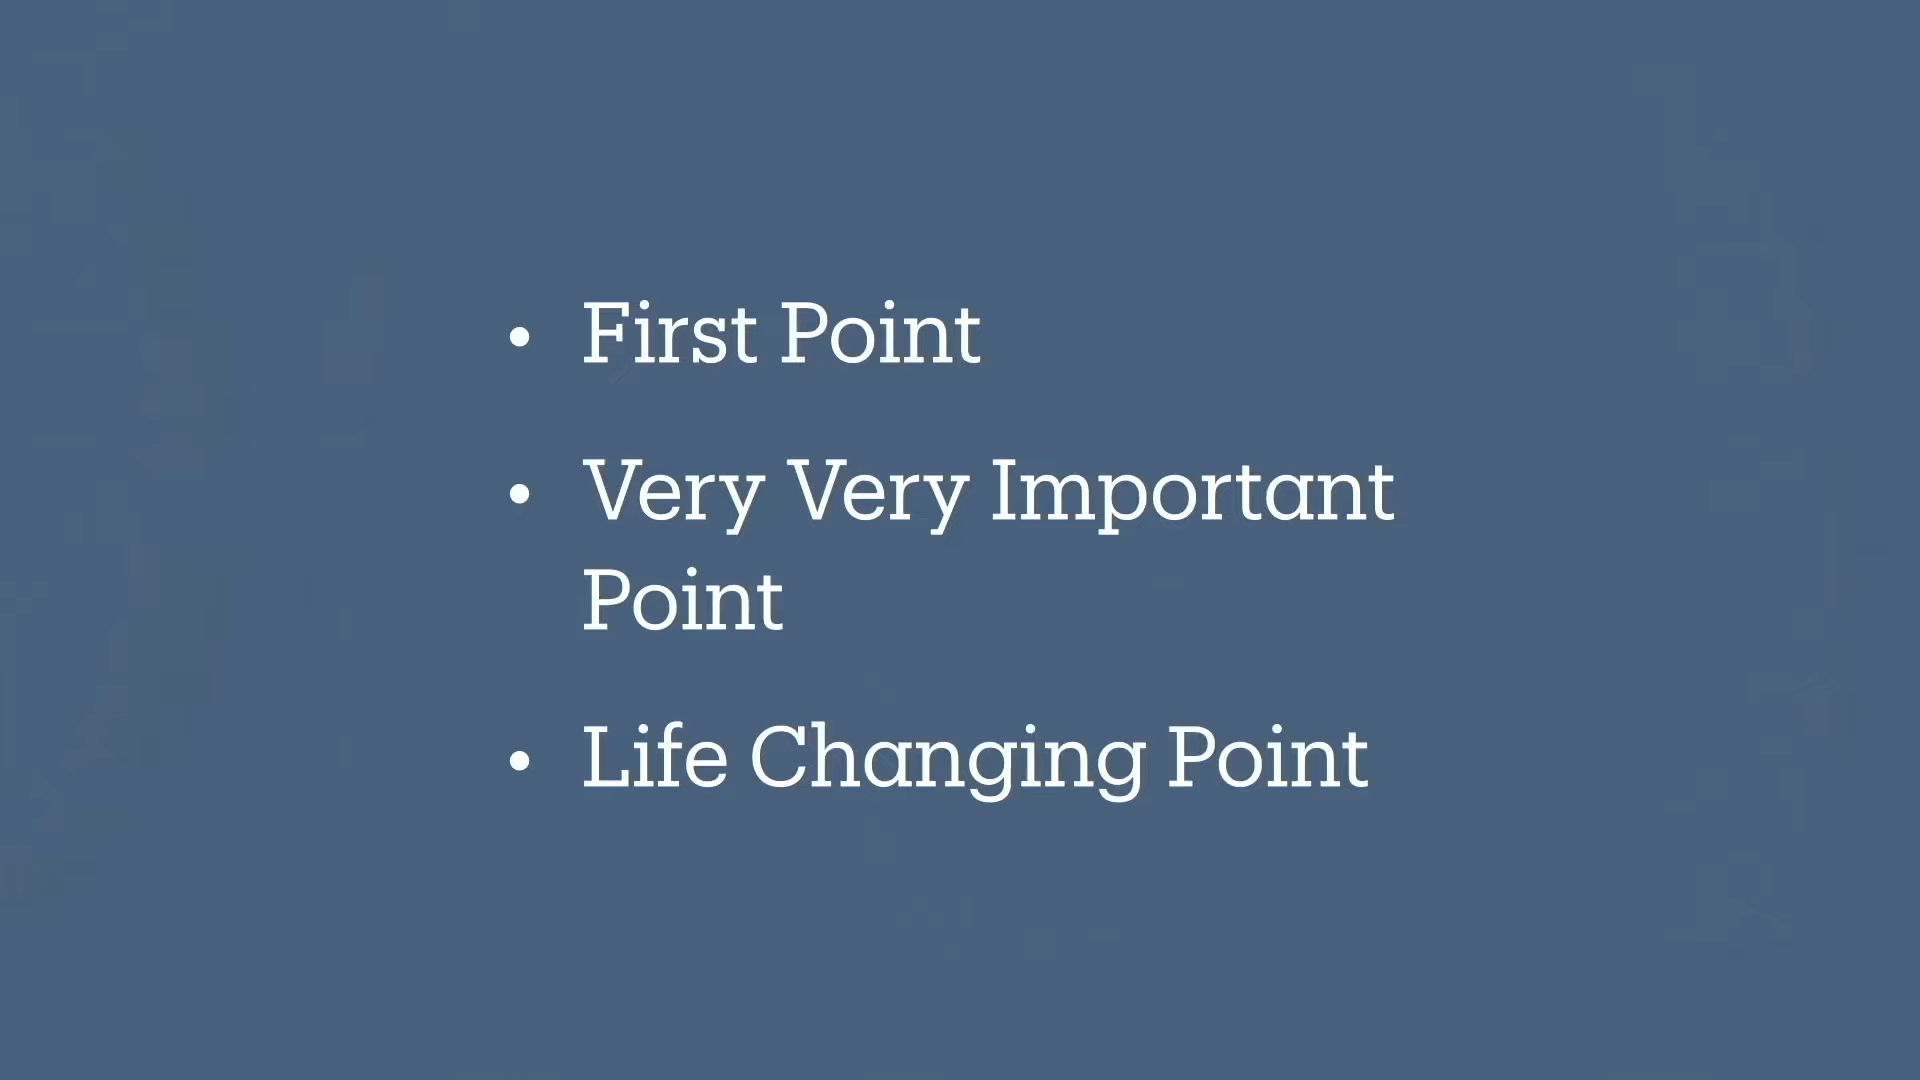 • First Point
• Very Very Important
Point
• Life Changing Point